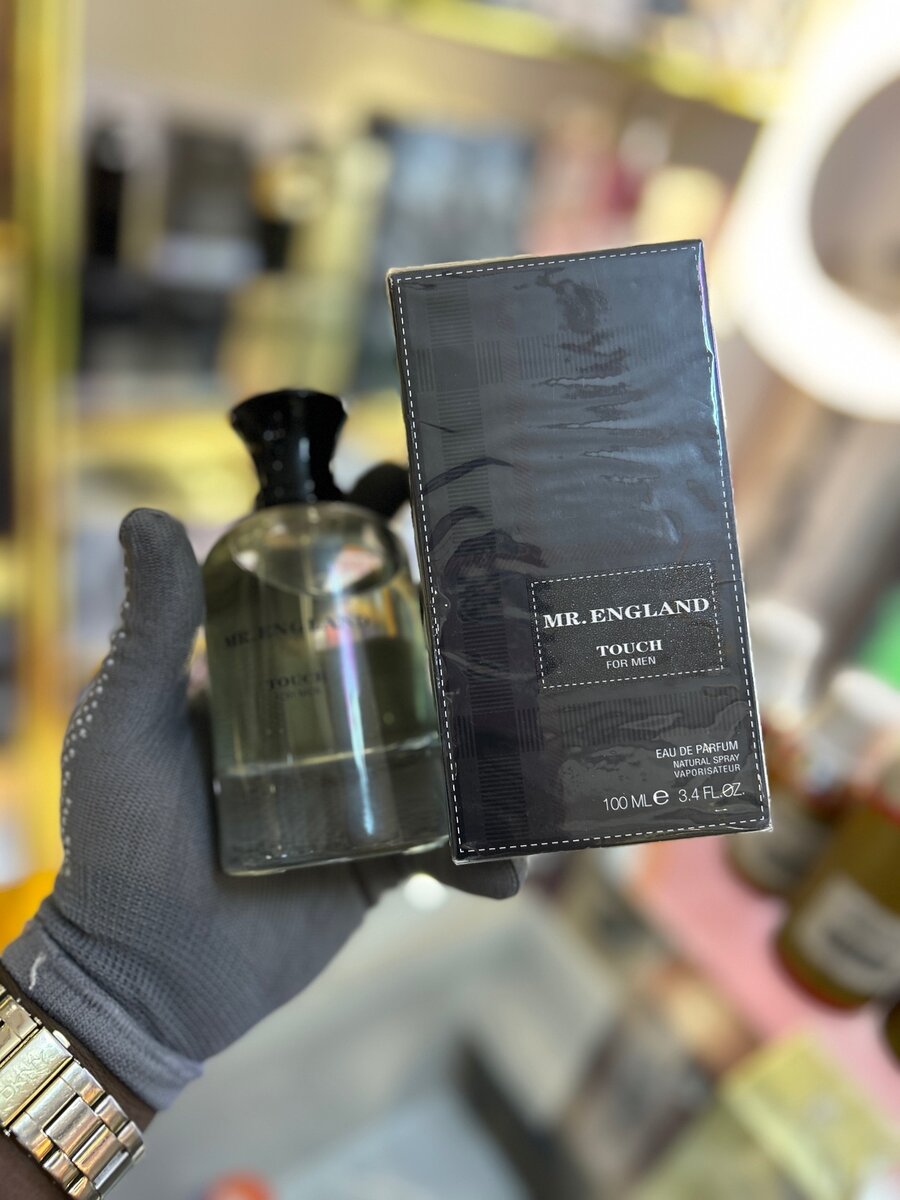 MR. ENGLAND
TOUCH
FOR MEN
MR. ENGLAND
TOUCH
FOR MEN
EAU DE PARFUM
NATURAL SPRAY
VAPORISATEUR
100 ML e 3.4 FL.OZ.